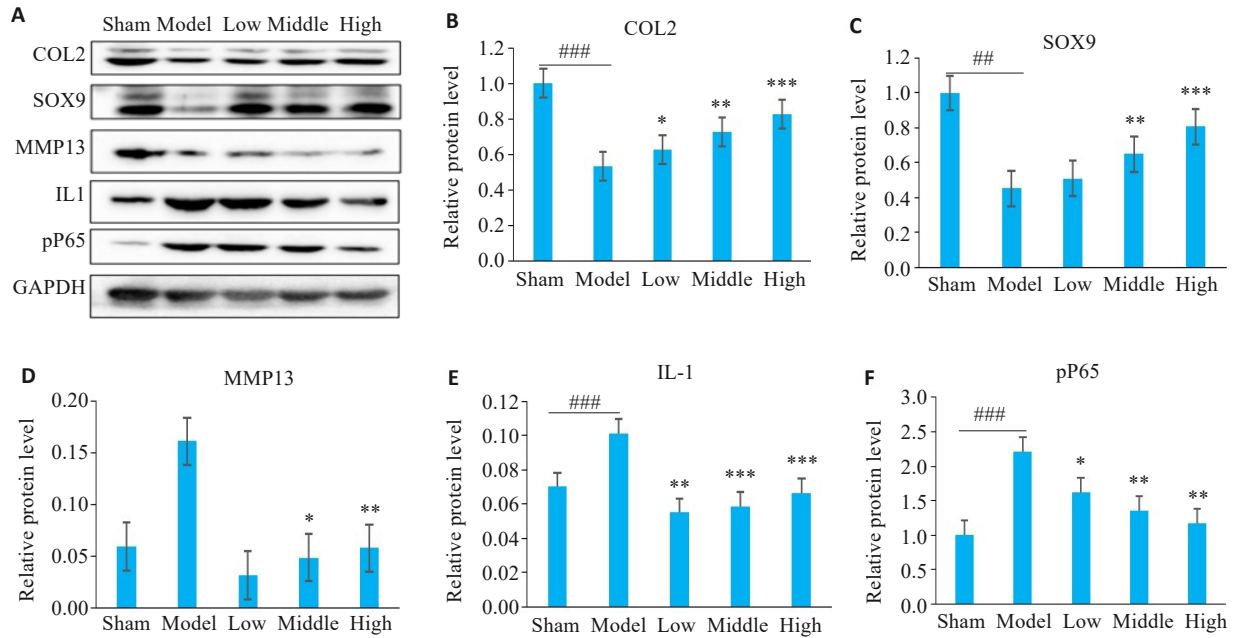 A
Sham Model Low Middle High
COL2
SOX9
MMP13
IL1
pP65
GAPDH
B
COL2
Relative protein level
1.2
1.0
0.8
0.6
0.4
0.2
0.0
###
*
**
***
Sham Model Low Middle High
C
SOX9
Relative protein level
1.2
1.0
0.8
0.6
0.4
0.2
0.0
##
**
***
Sham Model Low Middle High
D
MMP13
Relative protein level
0.20
0.15
0.10
0.05
0.00
*
**
Sham Model Low Middle High
E
IL-1
Relative protein level
0.12
0.10
0.08
0.06
0.04
0.02
0.00
###
**
***
***
Sham Model Low Middle High
F
pP65
Relative protein level
3.0
2.5
2.0
1.5
1.0
0.5
0.0
###
*
**
**
Sham Model Low Middle High